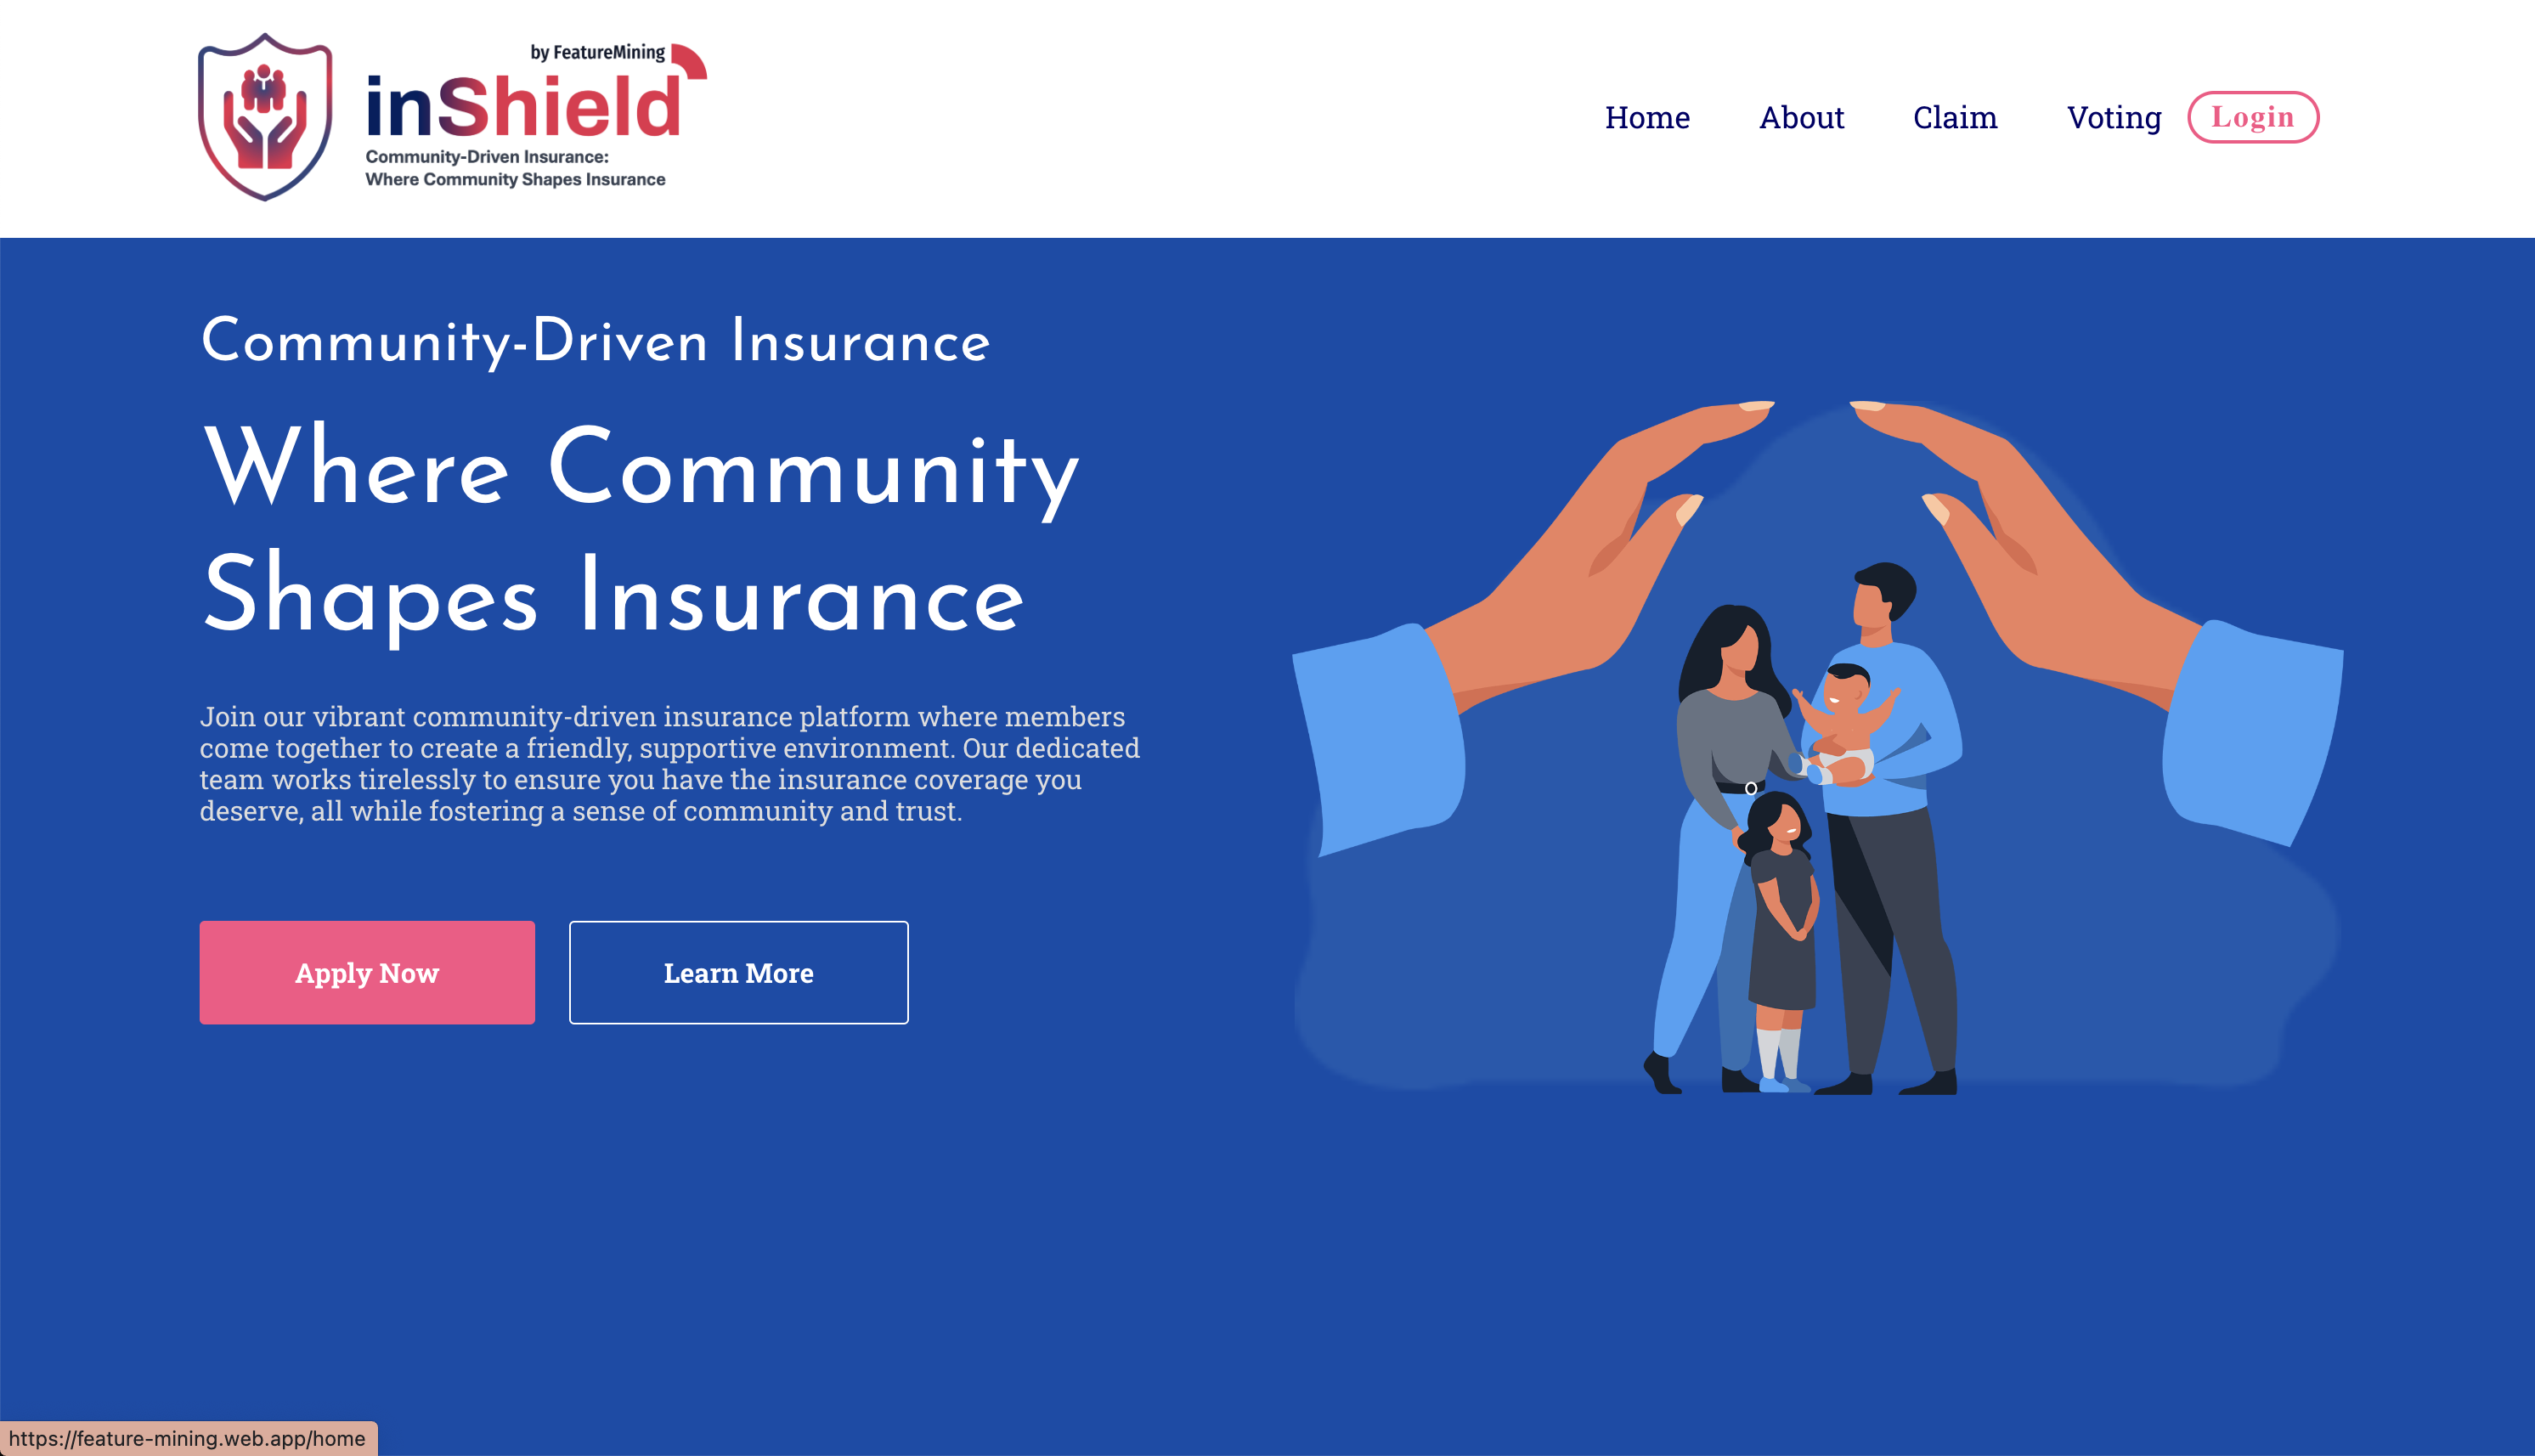 by FeatureMining
inShield
Community-Driven Insurance:
Where Community Shapes Insurance
Home
About
Claim
Voting
Login
Community-Driven Insurance
Where Community
Shapes Insurance
Join our vibrant community-driven insurance platform where members
come together to create a friendly, supportive environment. Our dedicated
team works tirelessly to ensure you have the insurance coverage you
deserve, all while fostering a sense of community and trust.
Apply Now
Learn More
https://feature-mining.web.app/home